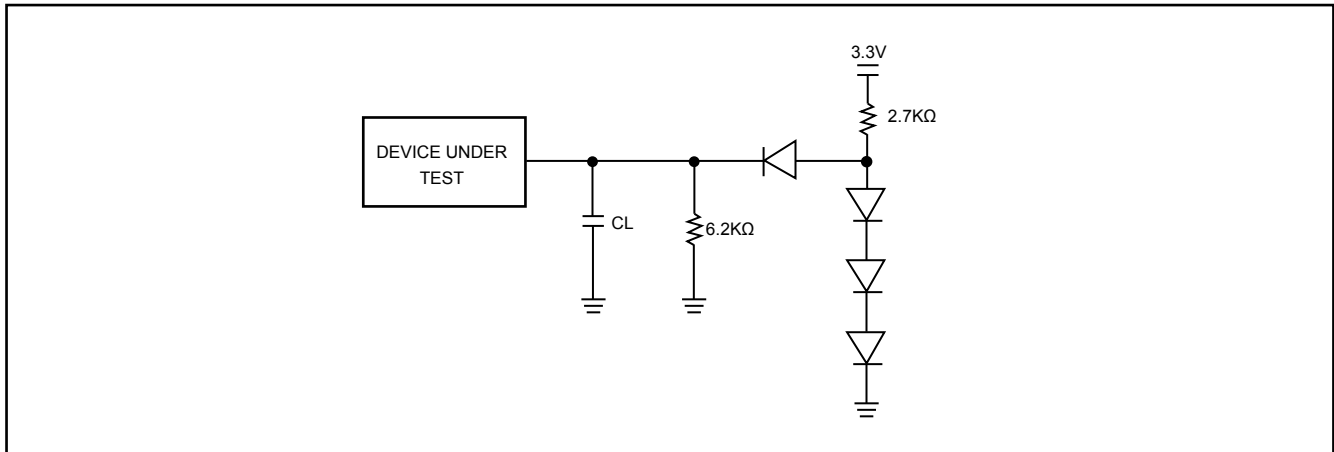 3.3V
2.7KΩ
DEVICE UNDER
TEST
CL
6.2KΩ